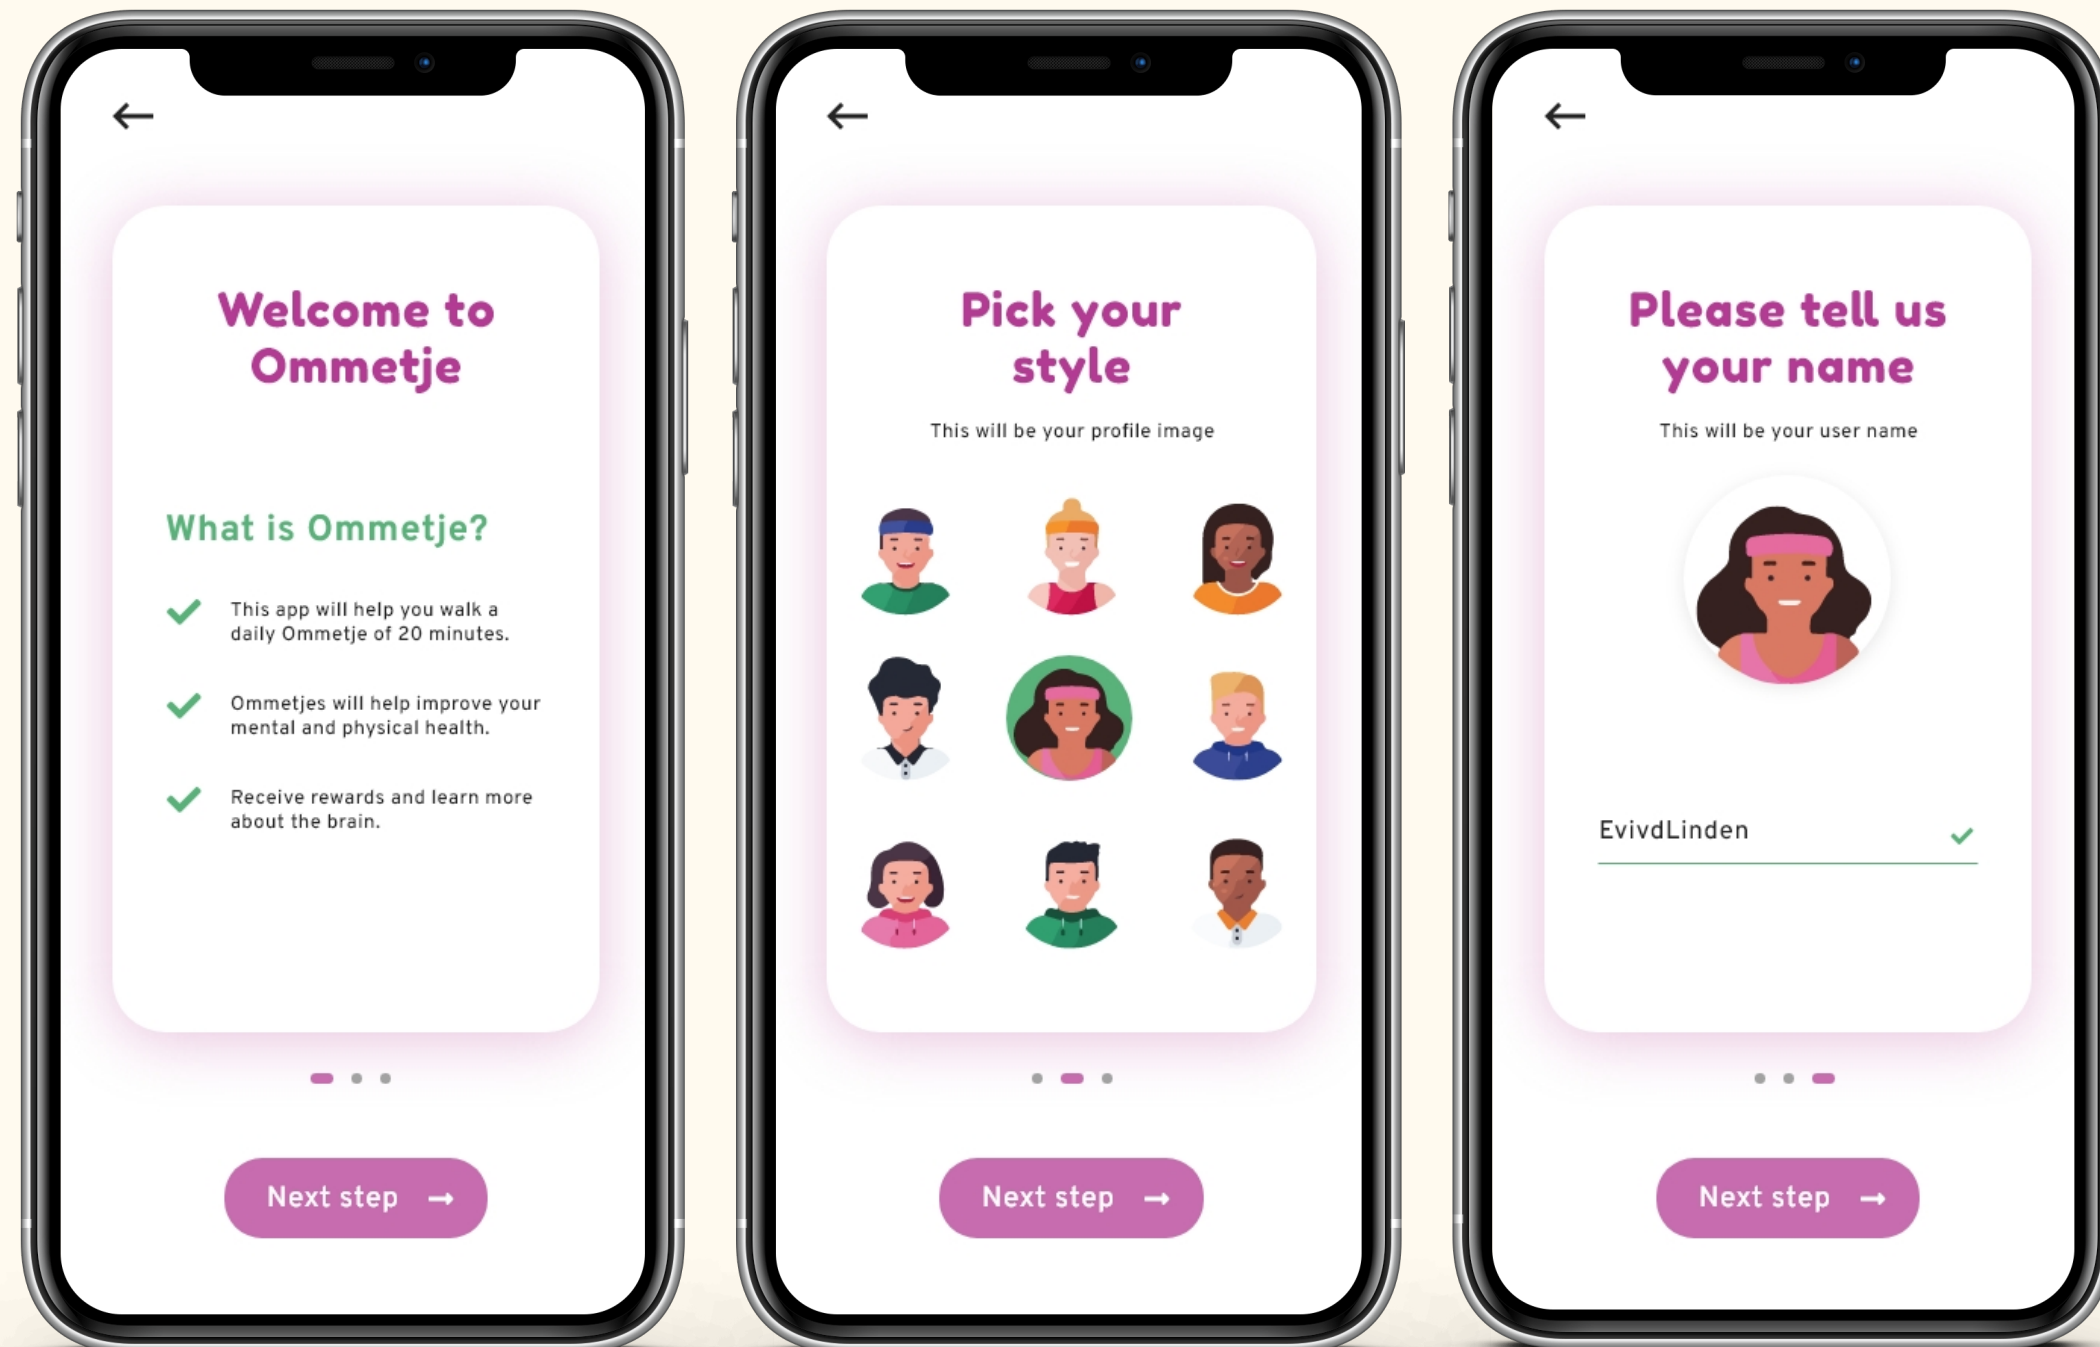 Welcome to
Ommetje
What is Ommetje?
This app will help you walk a
daily Ommetje of 20 minutes.
Ommetjes will help improve your
mental and physical health.
Receive rewards and learn more
about the brain.
Next step
Pick your
style
This will be your profile image
Next step
Please tell us
your name
This will be your user name
EvivdLinden
Next step